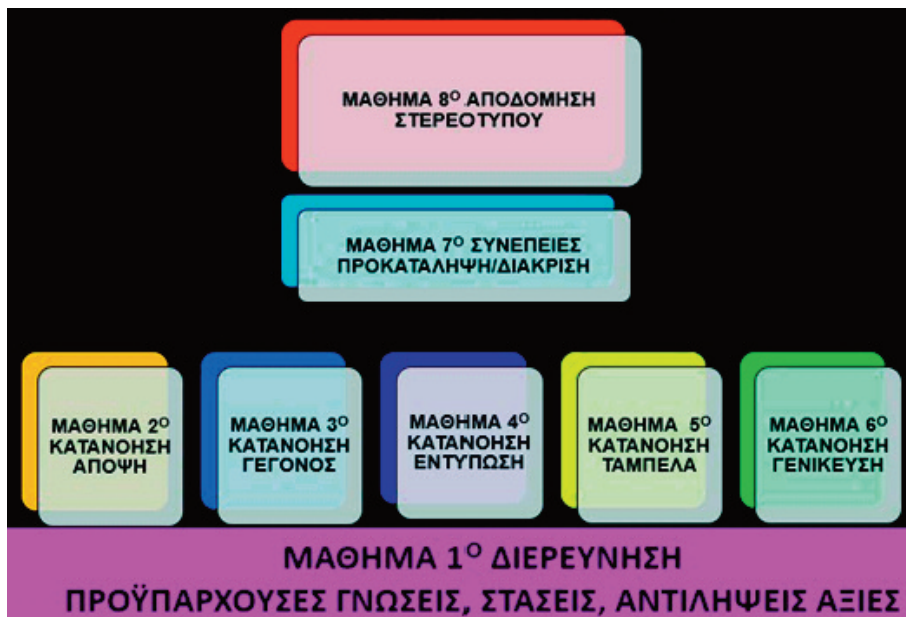 ΜΑΘΗΜΑ 8Ο ΑΠΟΔΟΜΗΣΗ
ΣΤΕΡΕΟΤΥΠΟΥ
ΜΑΘΗΜΑ 7Ο ΣΥΝΕΠΕΙΕΣ
ΠΡΟΚΑΤΑΛΗΨΗ/ΔΙΑΚΡΙΣΗ
ΜΑΘΗΜΑ 2Ο
ΚΑΤΑΝΟΗΣΗ
ΑΠΟΨΗ
ΜΑΘΗΜΑ 3Ο
ΚΑΤΑΝΟΗΣΗ
ΓΕΓΟΝΟΣ
ΜΑΘΗΜΑ 4Ο
ΚΑΤΑΝΟΗΣΗ
ΕΝΤΥΠΩΣΗ
ΜΑΘΗΜΑ 5Ο
ΚΑΤΑΝΟΗΣΗ
ΤΑΜΠΕΛΑ
ΜΑΘΗΜΑ 6Ο
ΚΑΤΑΝΟΗΣΗ
ΓΕΝΙΚΕΥΣΗ
ΜΑΘΗΜΑ 1Ο ΔΙΕΡΕΥΝΗΣΗ
ΠΡΟΫΠΑΡΧΟΥΣΕΣ ΓΝΩΣΕΙΣ, ΣΤΑΣΕΙΣ, ΑΝΤΙΛΗΨΕΙΣ ΑΞΙΕΣ